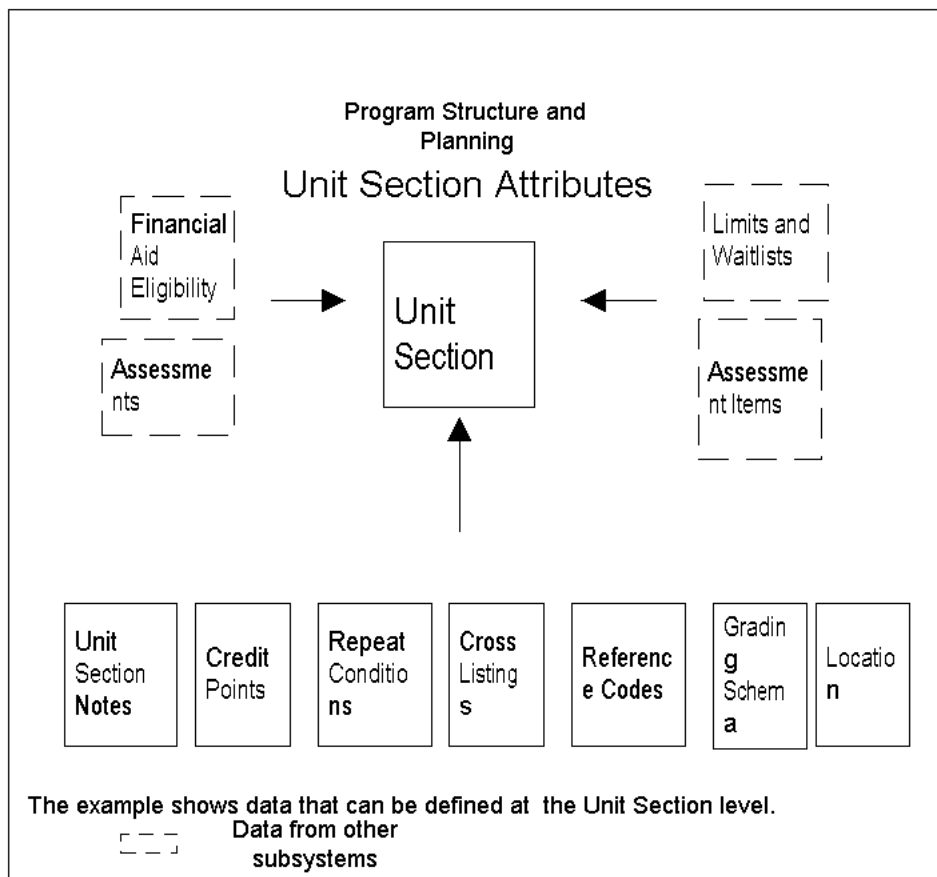 Program Structure and
Planning
Unit Section Attributes
Financial
Aid
Eligibility
Limits and
Waitlists
Unit
Section
Assessme
nts
Assessme
nt Items
Unit
Section
Notes
Credit
Points
Repeat
Conditio
ns
Cross
Listing
s
Referenc
e Codes
Gradin
g
Schem
a
Locatio
n
The example shows data that can be defined at the Unit Section level.
Data from other
subsystems